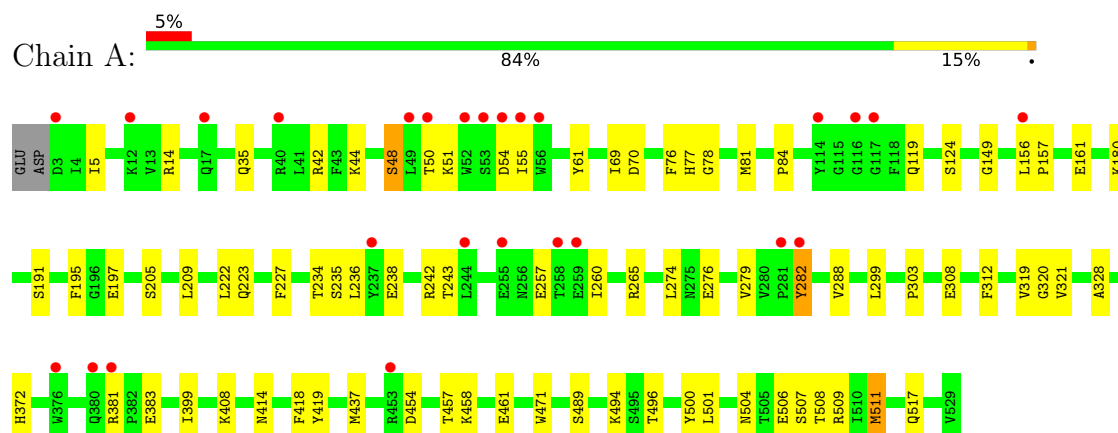 5%
Chain A:
84% 15% •
GLU ASP D3 I4 I5 K12 V13 R14 Q17 Q35 R40 L41 R42 F43 K44 S48 L49 T50 K51 W52 S53 D54 I55 W56 Y61 I69 D70 F76 H77 G78 M81 P84 Y114 G115 G116 G117 F118 Q119 S124 G149 L156 P157 E161 K180
S191 F195 G196 E197 S205 L209 L222 Q223 F227 T234 S235 L236 Y237 E238 R242 T243 L244 E255 N256 E257 T258 E259 I260 R265 L274 N275 E276 V279 V280 P281 Y282 V288 L299 P303 E308 F312 V319 G320 V321 A328
H372 W376 Q380 R381 P382 E383 I399 K408 N414 F418 Y419 M437 R453 D454 T457 K458 E461 W471 S489 K494 S495 T496 Y500 L501 N504 T505 E506 S507 T508 R509 I510 M511 Q517 V529